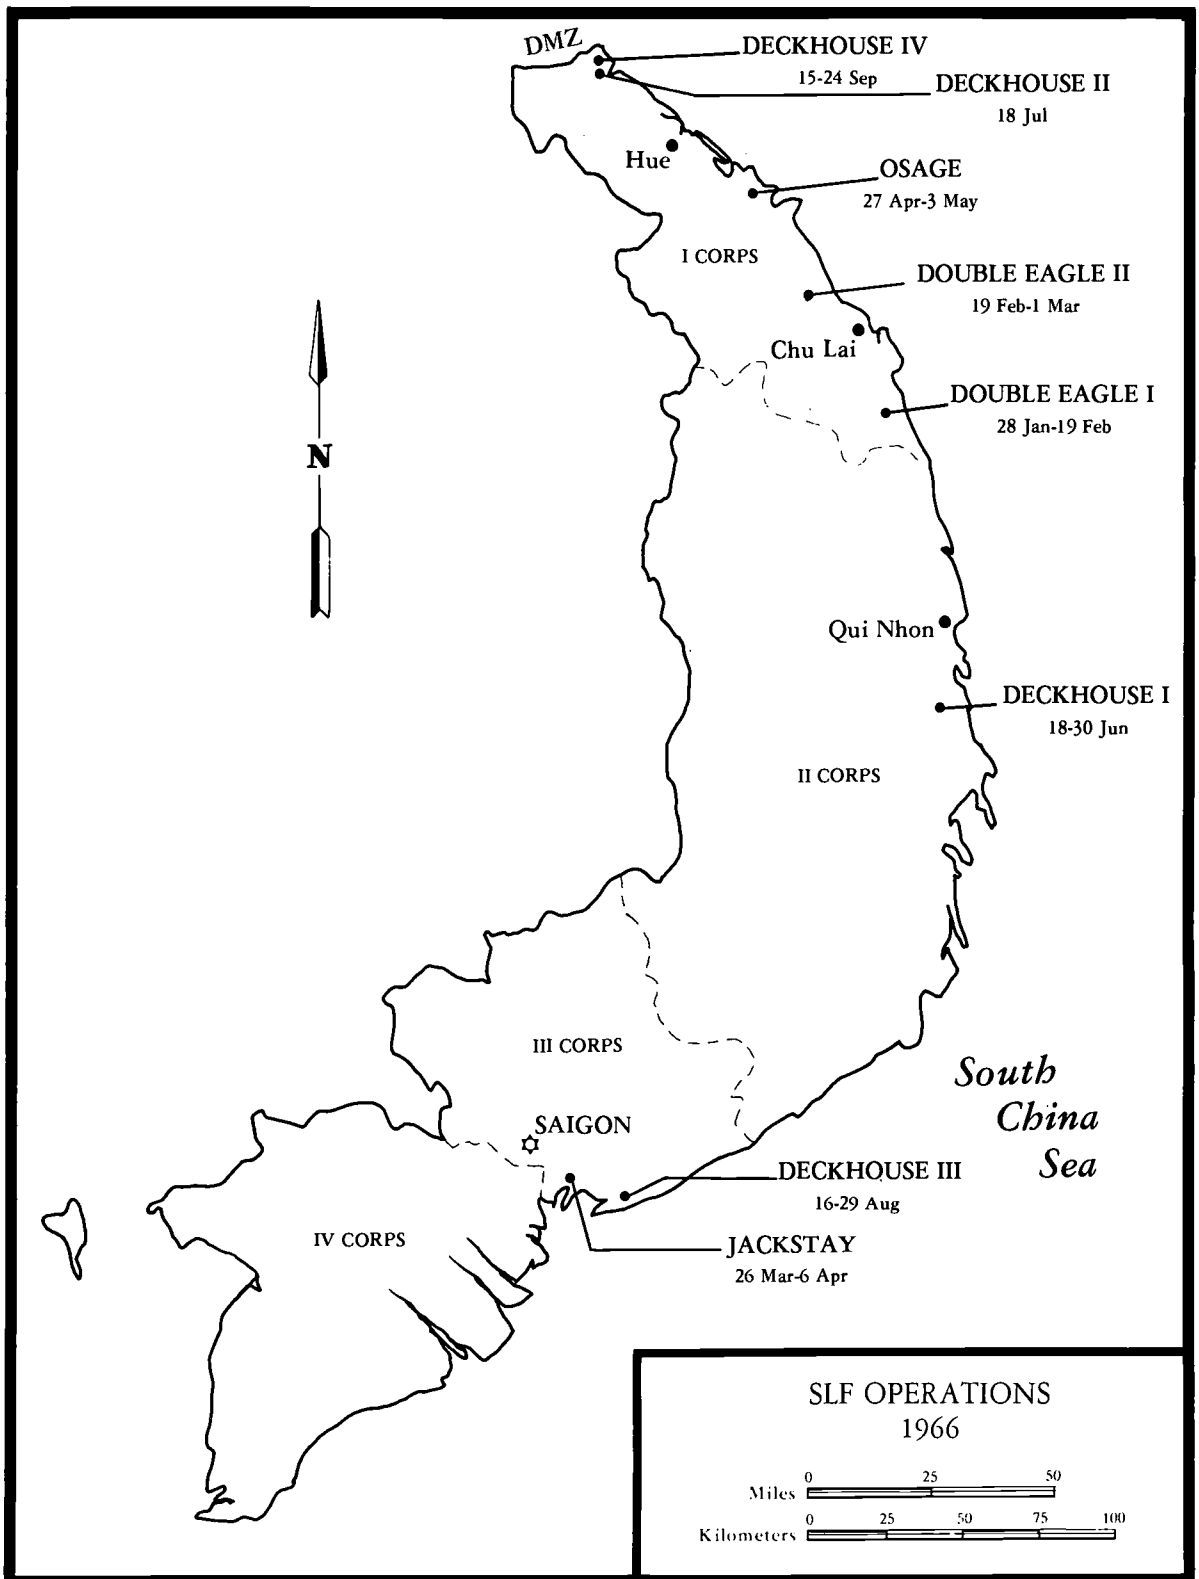 DMZ
DECKHOUSE IV
15-24 Sep
DECKHOUSE II
18 Jul
Hue
OSAGE
27 Apr-3 May
I CORPS
DOUBLE EAGLE II
19 Feb-1 Mar
Chu Lai
DOUBLE EAGLE I
28 Jan-19 Feb
N
Qui Nhon
DECKHOUSE I
18-30 Jun
II CORPS
III CORPS
South
China
Sea
SAIGON
DECKHOUSE III
16-29 Aug
IV CORPS
JACKSTAY
26 Mar-6 Apr
SLF OPERATIONS
1966
0 25 50
Miles
0 25 50 75 100
Kilometers